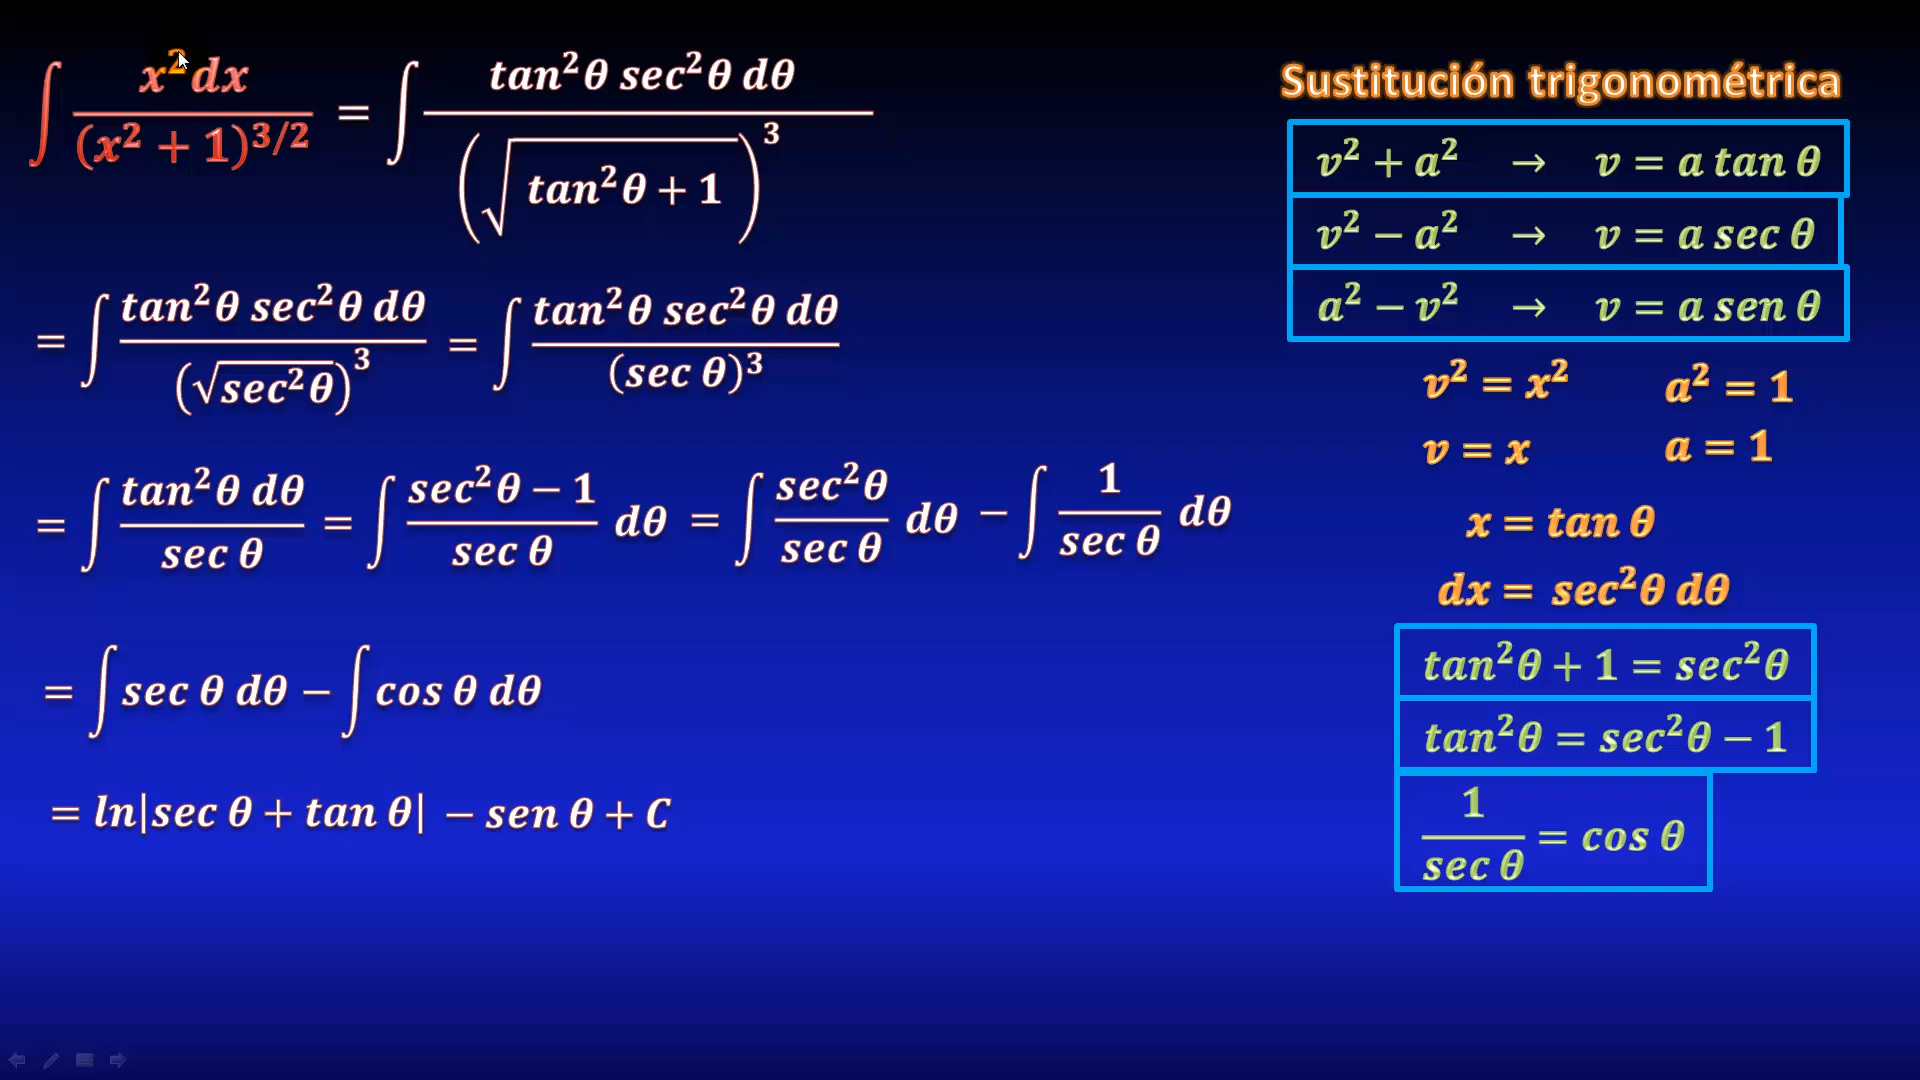 ∫ x² dx / (x² + 1)^{3/2} = ∫ tan²θ sec²θ dθ / (√(tan²θ + 1))³
= ∫ tan²θ sec²θ dθ / (√sec²θ)³ = ∫ tan²θ sec²θ dθ / (sec θ)³
= ∫ tan²θ dθ / sec θ = ∫ (sec²θ − 1) / sec θ dθ = ∫ sec²θ / sec θ dθ − ∫ 1 / sec θ dθ
= ∫ sec θ dθ − ∫ cos θ dθ
= ln|sec θ + tan θ| − sen θ + C
Sustitución trigonométrica
v² + a² → v = a tan θ
v² − a² → v = a sec θ
a² − v² → v = a sen θ
v² = x² a² = 1
v = x a = 1
x = tan θ
dx = sec²θ dθ
tan²θ + 1 = sec²θ
tan²θ = sec²θ − 1
1 / sec θ = cos θ